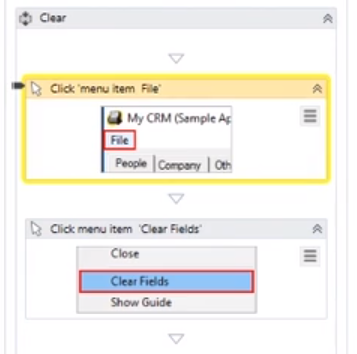 Clear
Click 'menu item  File'
My CRM (Sample Ap
File
People | Company | Oth
Click menu item  'Clear Fields'
Close
Clear Fields
Show Guide